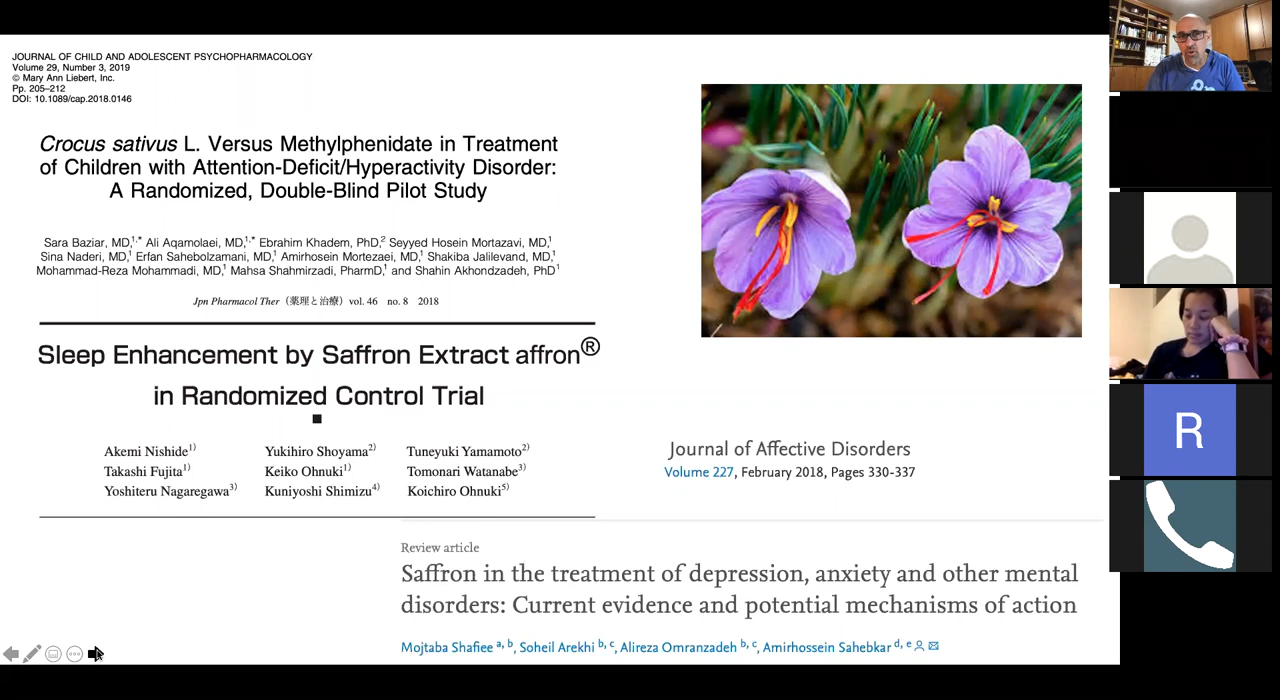 JOURNAL OF CHILD AND ADOLESCENT PSYCHOPHARMACOLOGY
Volume 29, Number 3, 2019
© Mary Ann Liebert, Inc.
Pp. 205–212
DOI: 10.1089/cap.2018.0146
Crocus sativus L. Versus Methylphenidate in Treatment
of Children with Attention-Deficit/Hyperactivity Disorder:
A Randomized, Double-Blind Pilot Study
Sara Baziar, MD,1,* Ali Aqamolaei, MD,1,* Ebrahim Khadem, PhD,2 Seyyed Hosein Mortazavi, MD,1
Sina Naderi, MD,1 Erfan Sahebolzamani, MD,1 Amirhosein Mortezaei, MD,1 Shakiba Jalilevand, MD,1
Mohammad-Reza Mohammadi, MD,1 Mahsa Shahmirzadi, PharmD,1 and Shahin Akhondzadeh, PhD1
Jpn Pharmacol Ther（薬理と治療）vol. 46 no. 8 2018
Sleep Enhancement by Saffron Extract affron®
in Randomized Control Trial
Akemi Nishide1) Yukihiro Shoyama2) Tuneyuki Yamamoto2)
Takashi Fujita1) Keiko Ohnuki1) Tomonari Watanabe3)
Yoshiteru Nagaregawa3) Kuniyoshi Shimizu4) Koichiro Ohnuki5)
Journal of Affective Disorders
Volume 227, February 2018, Pages 330-337
Review article
Saffron in the treatment of depression, anxiety and other mental
disorders: Current evidence and potential mechanisms of action
Mojtaba Shafiee a, b, Soheil Arekhi b, c, Alireza Omranzadeh b, c, Amirhossein Sahebkar d, e
R